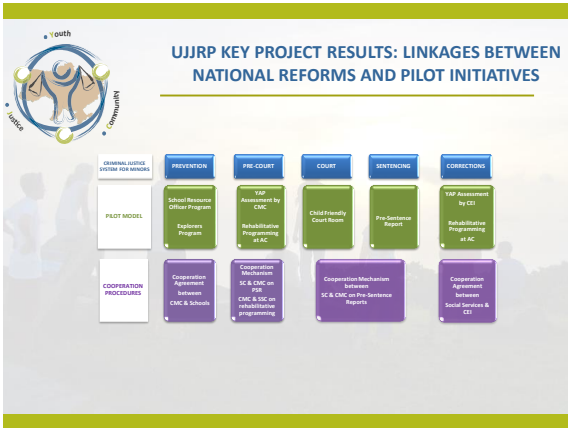 Youth
Justice
Community
UJJRP KEY PROJECT RESULTS: LINKAGES BETWEEN
NATIONAL REFORMS AND PILOT INITIATIVES
CRIMINAL JUSTICE
SYSTEM FOR MINORS
PREVENTION
PRE-COURT
COURT
SENTENCING
CORRECTIONS
PILOT MODEL
School Resource
Officer Program
Explorers
Program
YAP
Assessment by
CMC
Rehabilitative
Programming
at AC
Child Friendly
Court Room
Pre-Sentence
Report
YAP Assessment
by CEI
Rehabilitative
Programming
at AC
COOPERATION
PROCEDURES
Cooperation
Agreement
between
CMC & Schools
Cooperation
Mechanism
SC & CMC on
PSR
CMC & SSC on
rehabilitative
programming
Cooperation Mechanism
between
SC & CMC on Pre-Sentence
Reports
Cooperation
Agreement
between
Social Services &
CEI